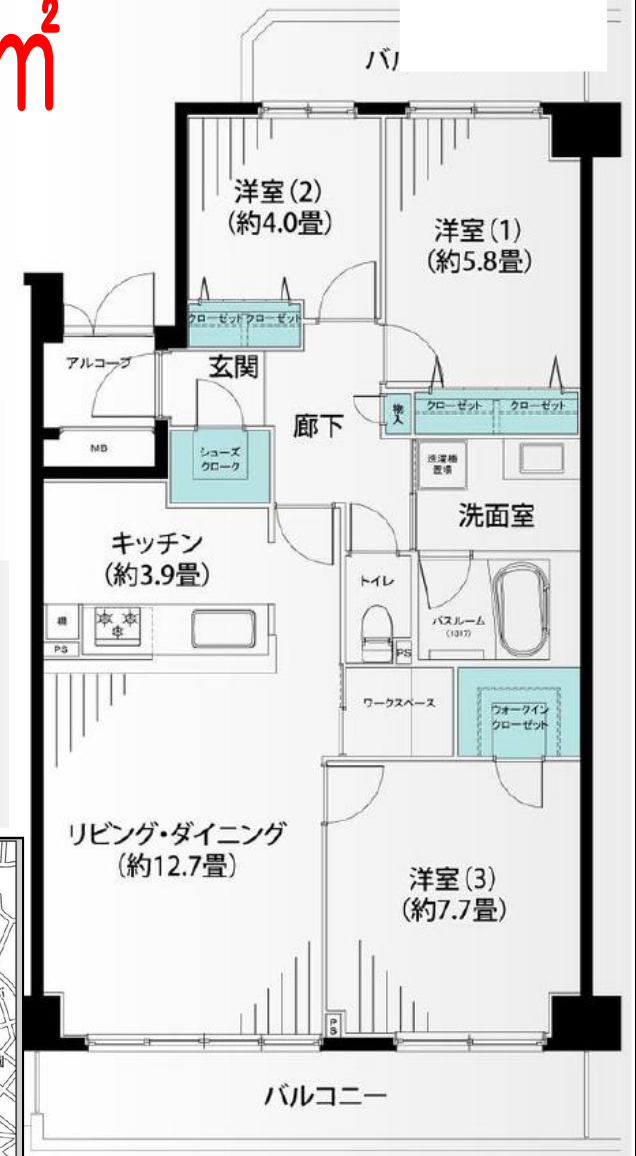 m²
バル
洋室(2)
(約4.0畳)
洋室(1)
(約5.8畳)
クローゼット クローゼット
アルコーブ
玄関
物入
クローゼット クローゼット
廊下
MB
シューズ
クローク
洗濯機
置場
洗面室
キッチン
(約3.9畳)
トイレ
バスルーム
(1317)
棚
PS
PS
ワークスペース
ウォークイン
クローゼット
リビング・ダイニング
(約12.7畳)
洋室(3)
(約7.7畳)
PS
バルコニー